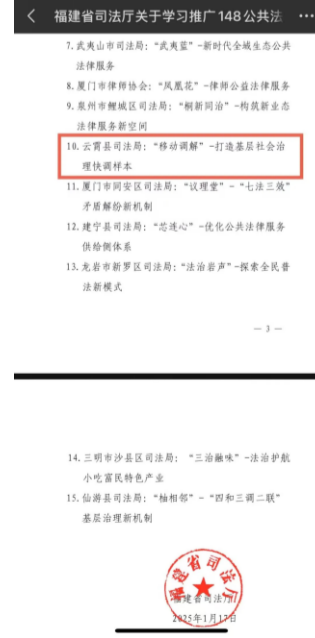 福建省司法厅关于学习推广148公共法
7.武夷山市司法局：“武夷蓝”-新时代全域生态公共
法律服务
8.厦门市律师协会：“凤凰花”-律师公益法律服务
9.泉州市鲤城区司法局：“桐新同治”-构筑新业态
法律服务新空间
10.云霄县司法局：“移动调解”-打造基层社会治
理快调样本
11.厦门市同安区司法局：“议理堂”-“七法三效”
矛盾解纷新机制
12.建宁县司法局：“芯连心”-优化公共法律服务
供给侧体系
13.龙岩市新罗区司法局：“法治岩声”-探索全民普
法新模式
— 3 —
14.三明市沙县区司法局：“三治融味”-法治护航
小吃富民特色产业
15.仙游县司法局：“柚相邻”-“四和三调二联”
基层治理新机制
福建省司法厅
福建省司法厅
2025年1月17日